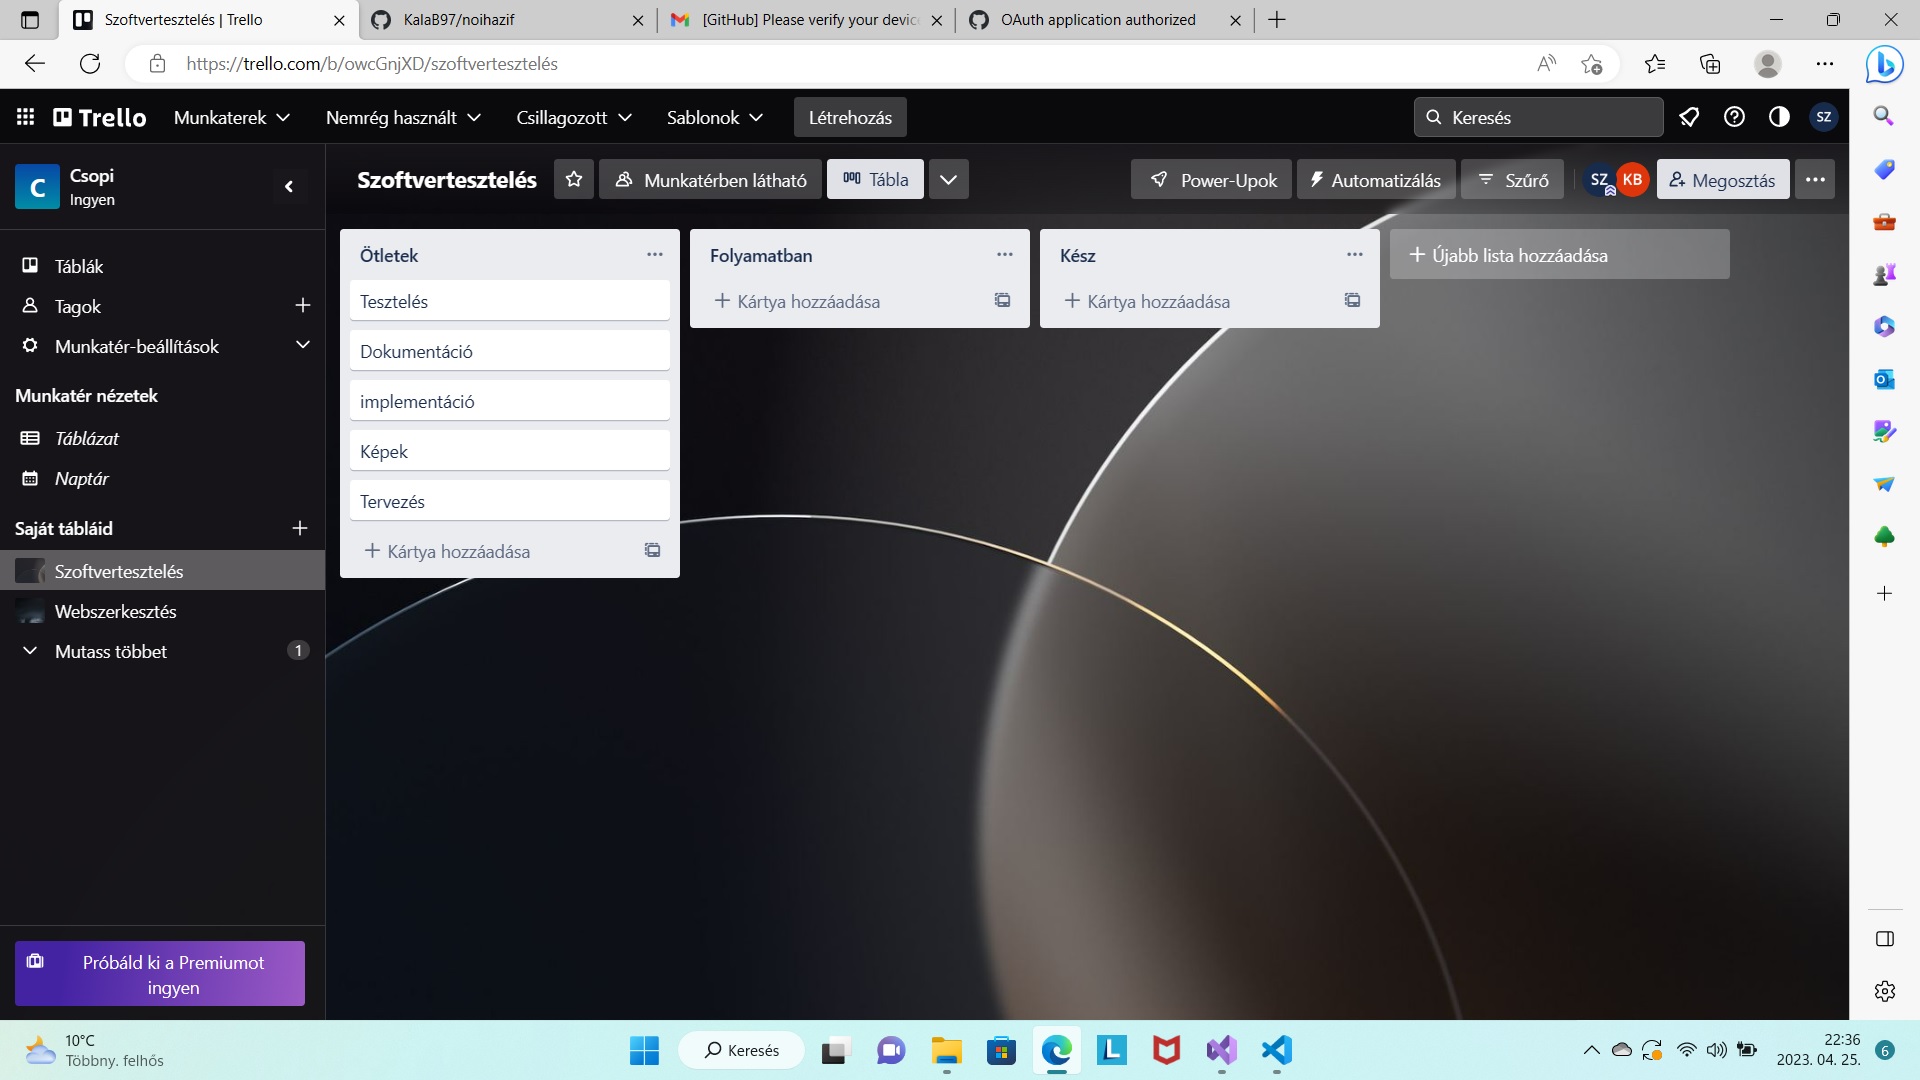 Szoftvertesztelés | Trello
KalaB97/noihazif
[GitHub] Please verify your device
OAuth application authorized
https://trello.com/b/owcGnjXD/szoftvertesztelés
Trello
Munkaterek
Nemrég használt
Csillagozott
Sablonok
Létrehozás
Keresés
SZ
C
Csopi
Ingyen
Szoftvertesztelés
Munkatérben látható
Tábla
Power-Upok
Automatizálás
Szűrő
SZ
KB
Megosztás
Táblák
Tagok
Munkatér-beállítások
Munkatér nézetek
Táblázat
Naptár
Saját tábláid
Szoftvertesztelés
Webszerkesztés
Mutass többet
1
Próbáld ki a Premiumot
ingyen
Ötletek
Tesztelés
Dokumentáció
implementáció
Képek
Tervezés
Kártya hozzáadása
Folyamatban
Kártya hozzáadása
Kész
Kártya hozzáadása
Újabb lista hozzáadása
10°C
Többny. felhős
Keresés
22:36
2023. 04. 25.
6